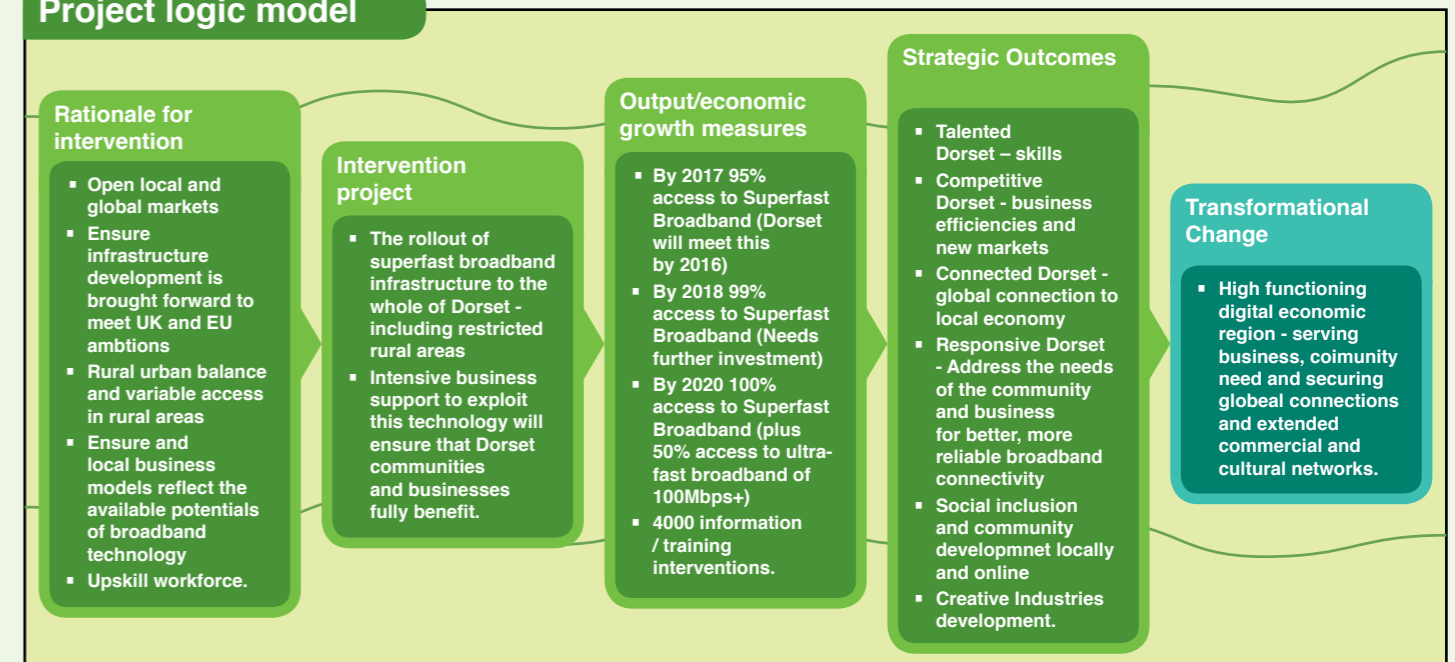 Project logic model
Rationale for
intervention
▪ Open local and
global markets
▪ Ensure
infrastructure
development is
brought forward to
meet UK and EU
ambtions
▪ Rural urban balance
and variable access
in rural areas
▪ Ensure and
local business
models reflect the
available potentials
of broadband
technology
▪ Upskill workforce.
Intervention
project
▪ The rollout of
superfast broadband
infrastructure to the
whole of Dorset -
including restricted
rural areas
▪ Intensive business
support to exploit
this technology will
ensure that Dorset
communities
and businesses
fully benefit.
Output/economic
growth measures
▪ By 2017 95%
access to Superfast
Broadband (Dorset
will meet this
by 2016)
▪ By 2018 99%
access to Superfast
Broadband (Needs
further investment)
▪ By 2020 100%
access to Superfast
Broadband (plus
50% access to ultra-
fast broadband of
100Mbps+)
▪ 4000 information
/ training
interventions.
Strategic Outcomes
▪ Talented
Dorset – skills
▪ Competitive
Dorset - business
efficiencies and
new markets
▪ Connected Dorset -
global connection to
local economy
▪ Responsive Dorset
- Address the needs
of the community
and business
for better, more
reliable broadband
connectivity
▪ Social inclusion
and community
developmnet locally
and online
▪ Creative Industries
development.
Transformational
Change
▪ High functioning
digital economic
region - serving
business, coimunity
need and securing
globeal connections
and extended
commercial and
cultural networks.